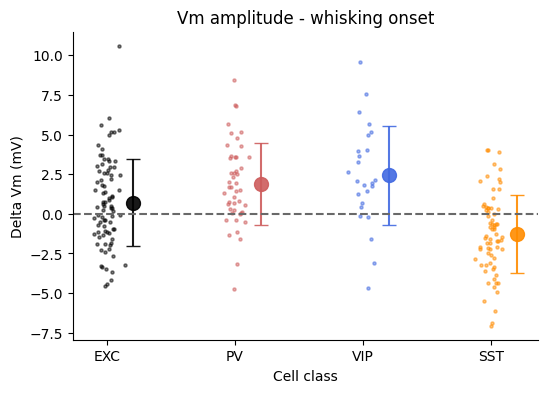 Vm amplitude - whisking onset
Delta Vm (mV)
10.0
7.5
5.0
2.5
0.0
−2.5
−5.0
−7.5
EXC PV VIP SST
Cell class